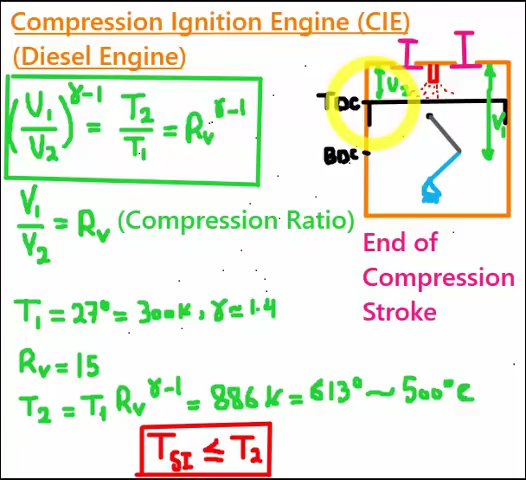 Compression Ignition Engine (CIE)
(Diesel Engine)
(V1/V2)^γ-1 = T2/T1 = Rv^γ-1
V1/V2 = Rv (Compression Ratio)
TDC
BDC
V2
V1
End of
Compression
Stroke
T1 = 27° = 300K, γ≈1.4
Rv = 15
T2 = T1 Rv^γ-1 = 886K = 613° ~ 500°C
TSI ≤ T2